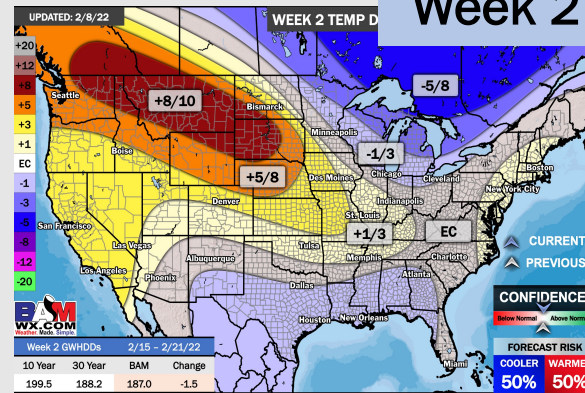 UPDATED: 2/8/22
WEEK 2 TEMP D
Week 2
+20
+12
+8
+5
+3
+1
EC
-1
-3
-5
-8
-12
-20
-5/8
+8/10
Seattle
Bismarck
Minneapolis
-1/3
Boise
Boston
Chicago
Cleveland
+5/8
Des Moines
New York City
Denver
Indianapolis
St. Louis
San Francisco
+1/3
EC
Las Vegas
Tulsa
Memphis
Charlotte
Albuquerque
Los Angeles
Phoenix
Atlanta
Dallas
Houston
New Orleans
Miami
CURRENT
PREVIOUS
CONFIDENCE
Below Normal
Above Norm
FORECAST RISK
COOLER
WARME
50%
50%
BAM
WX.COM
Weather. Made. Simple.
Week 2 GWHDDs 2/15 – 2/21/22
10 Year 30 Year BAM Change
199.5 188.2 187.0 -1.5